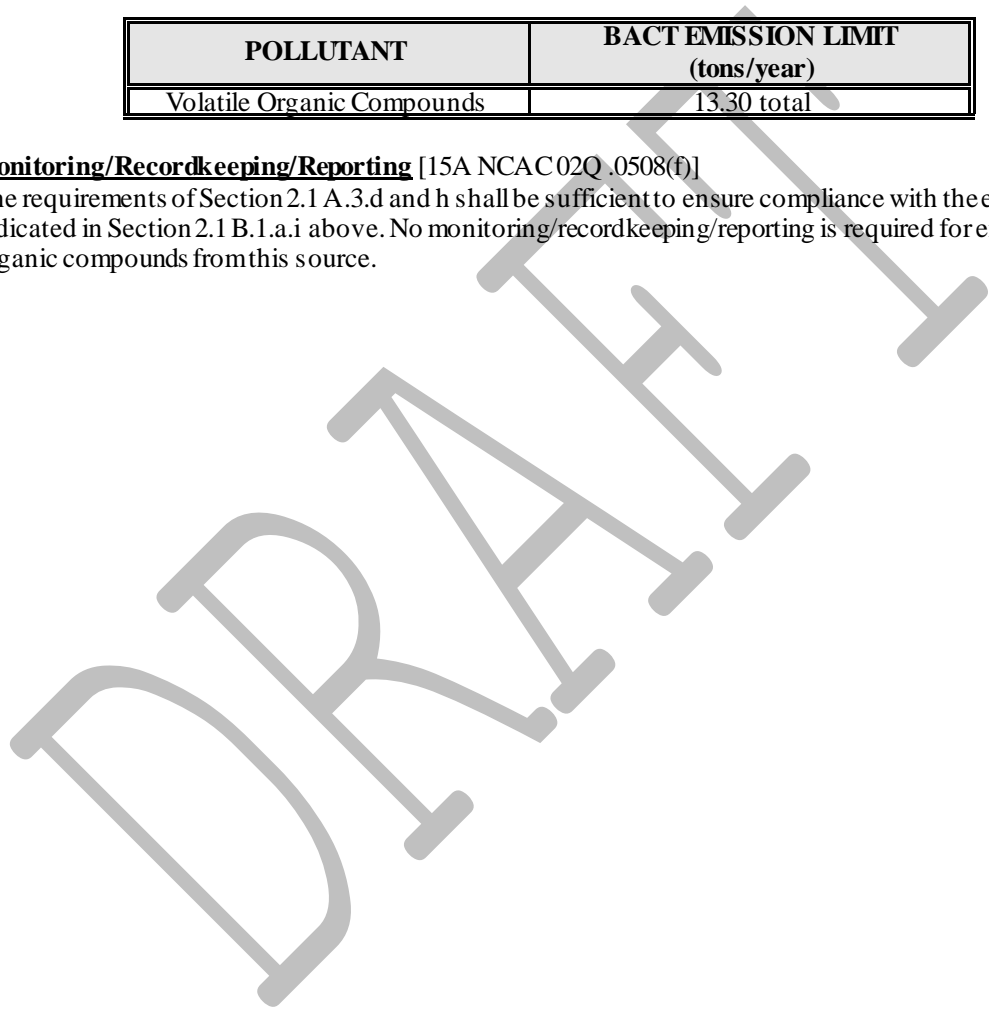 POLLUTANT
BACT EMISSION LIMIT
(tons/year)
Volatile Organic Compounds
13.30 total
onitoring/Recordkeeping/Reporting [15A NCAC 02Q .0508(f)]
he requirements of Section 2.1 A.3.d and h shall be sufficient to ensure compliance with the e
dicated in Section 2.1 B.1.a.i above. No monitoring/recordkeeping/reporting is required for e
ganic compounds from this source.
DRAFT